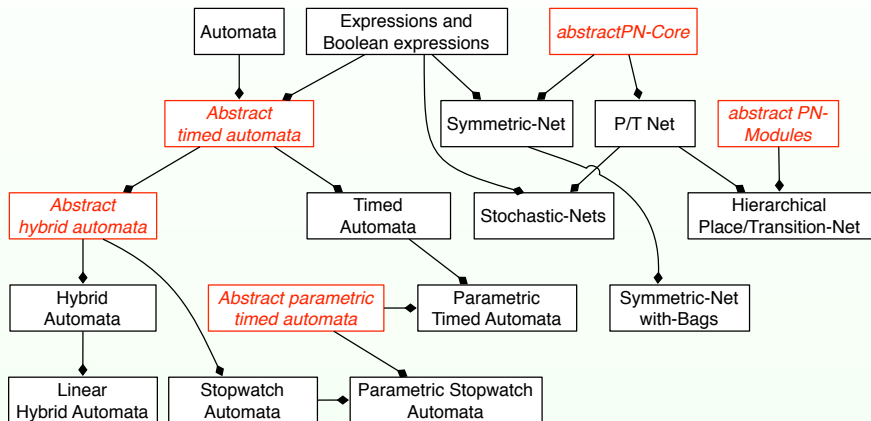 Automata
Expressions and
Boolean expressions
abstractPN-Core
Abstract
timed automata
Symmetric-Net
P/T Net
abstract PN-
Modules
Abstract
hybrid automata
Timed
Automata
Stochastic-Nets
Hierarchical
Place/Transition-Net
Hybrid
Automata
Abstract parametric
timed automata
Parametric
Timed Automata
Symmetric-Net
with-Bags
Linear
Hybrid Automata
Stopwatch
Automata
Parametric Stopwatch
Automata